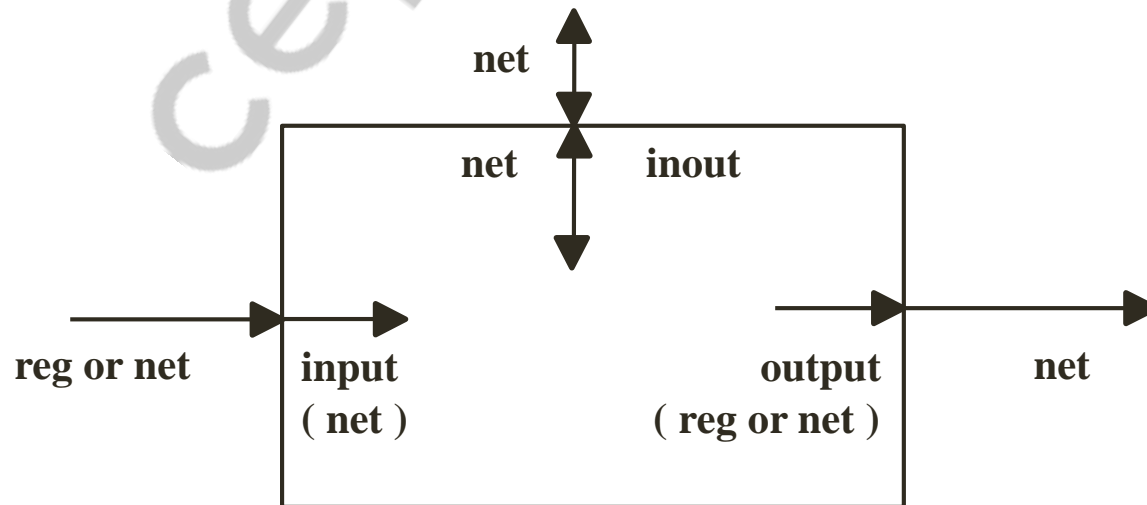 net
net inout
reg or net input output net
( net ) ( reg or net )